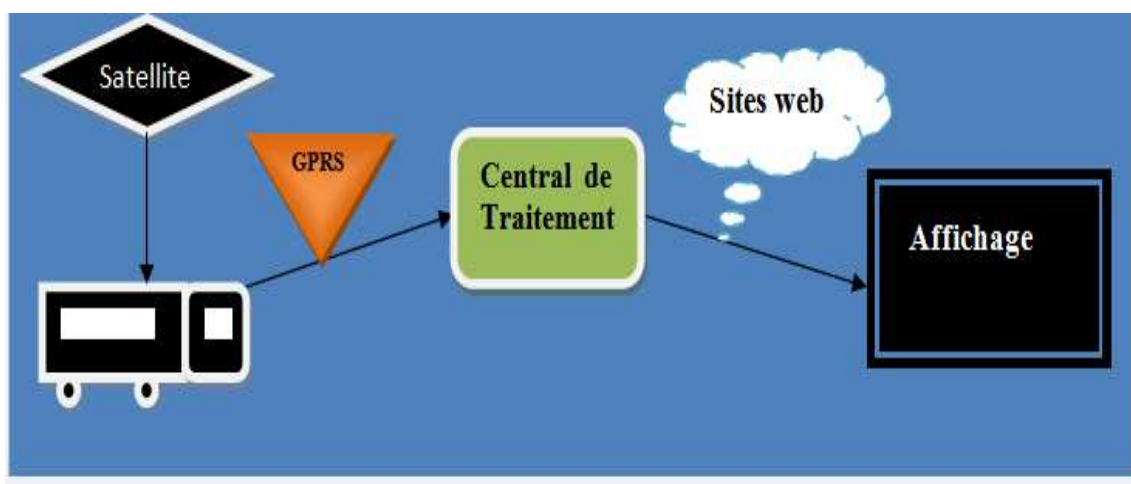 Satellite
GPRS
Central de
Traitement
Sites web
Affichage